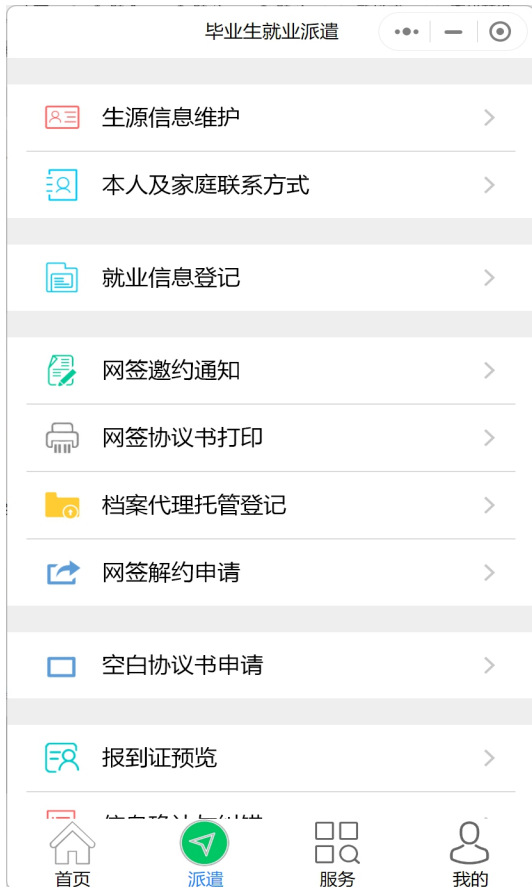 毕业生就业派遣
生源信息维护
本人及家庭联系方式
就业信息登记
网签邀约通知
网签协议书打印
档案代理托管登记
网签解约申请
空白协议书申请
报到证预览
首页
派遣
服务
我的